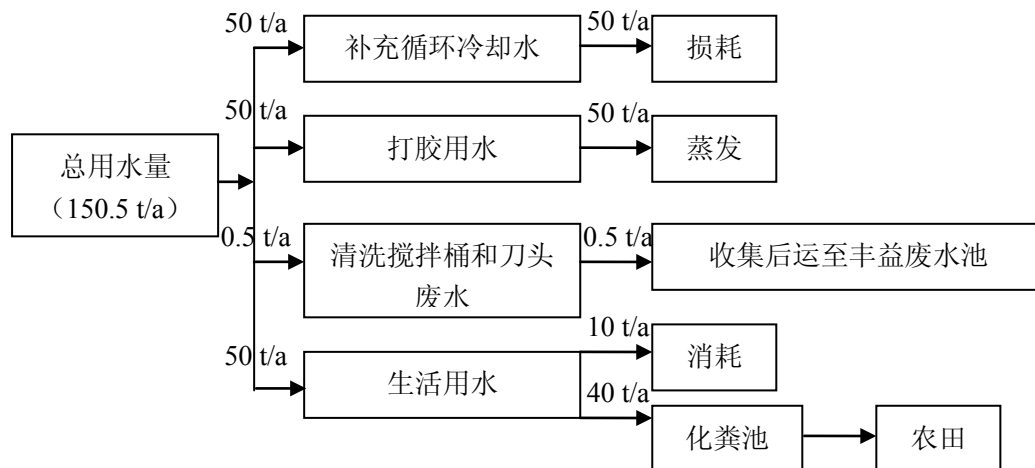 50 t/a
补充循环冷却水
50 t/a
损耗
50 t/a
打胶用水
50 t/a
蒸发
总用水量
（150.5 t/a）
0.5 t/a
清洗搅拌桶和刀头
废水
0.5 t/a
收集后运至丰益废水池
50 t/a
生活用水
10 t/a
消耗
40 t/a
化粪池
农田